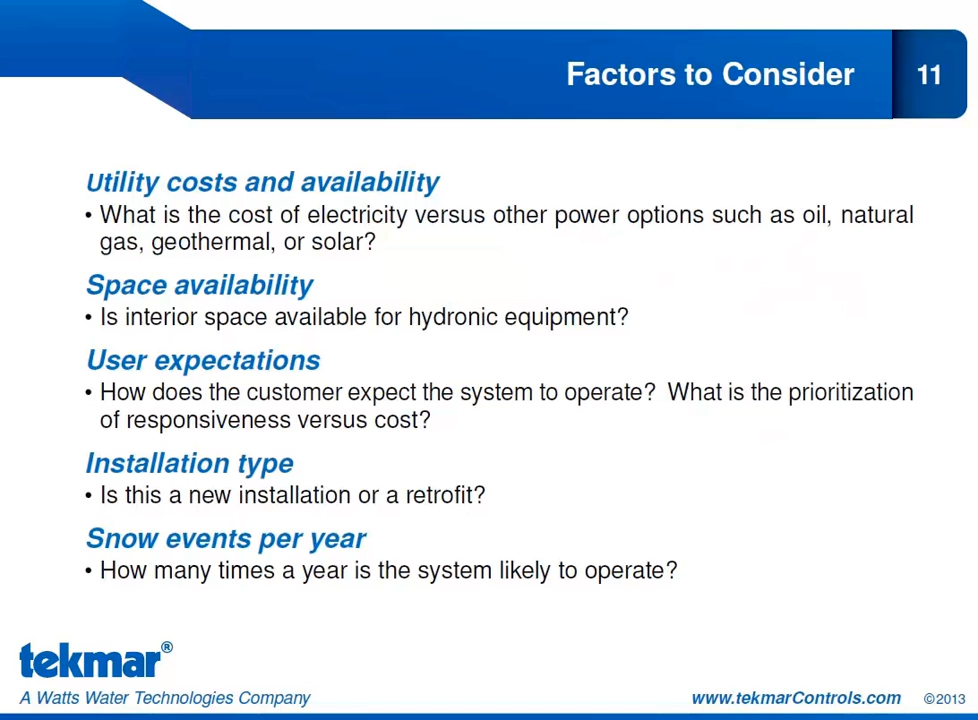 Factors to Consider
11
Utility costs and availability
• What is the cost of electricity versus other power options such as oil, natural
gas, geothermal, or solar?
Space availability
• Is interior space available for hydronic equipment?
User expectations
• How does the customer expect the system to operate?  What is the prioritization
of responsiveness versus cost?
Installation type
• Is this a new installation or a retrofit?
Snow events per year
• How many times a year is the system likely to operate?
tekmar®
A Watts Water Technologies Company
www.tekmarControls.com ©2013